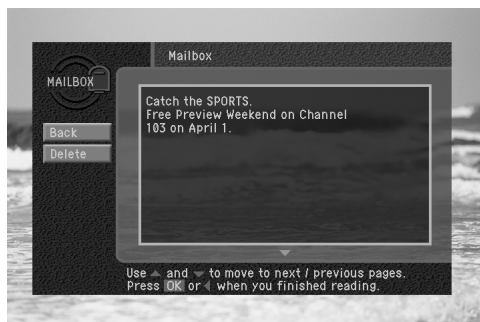 Mailbox
MAILBOX
Catch the SPORTS.
Free Preview Weekend on Channel
103 on April 1.
Back
Delete
Use and to move to next / previous pages.
Press OK or when you finished reading.